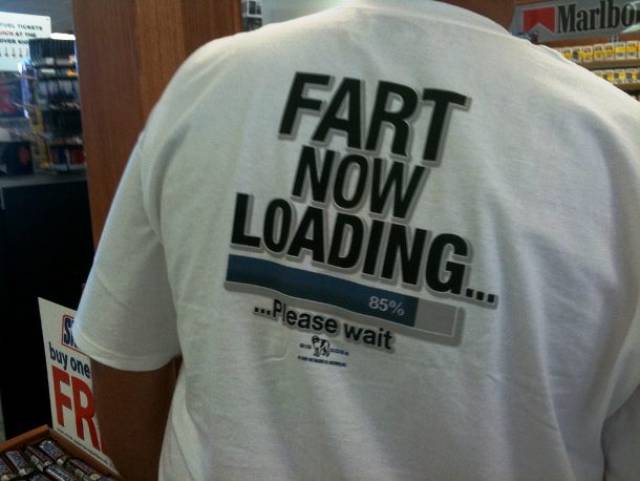 Marlbo
FART
NOW
LOADING...
85%
...Please wait
buy one
FR